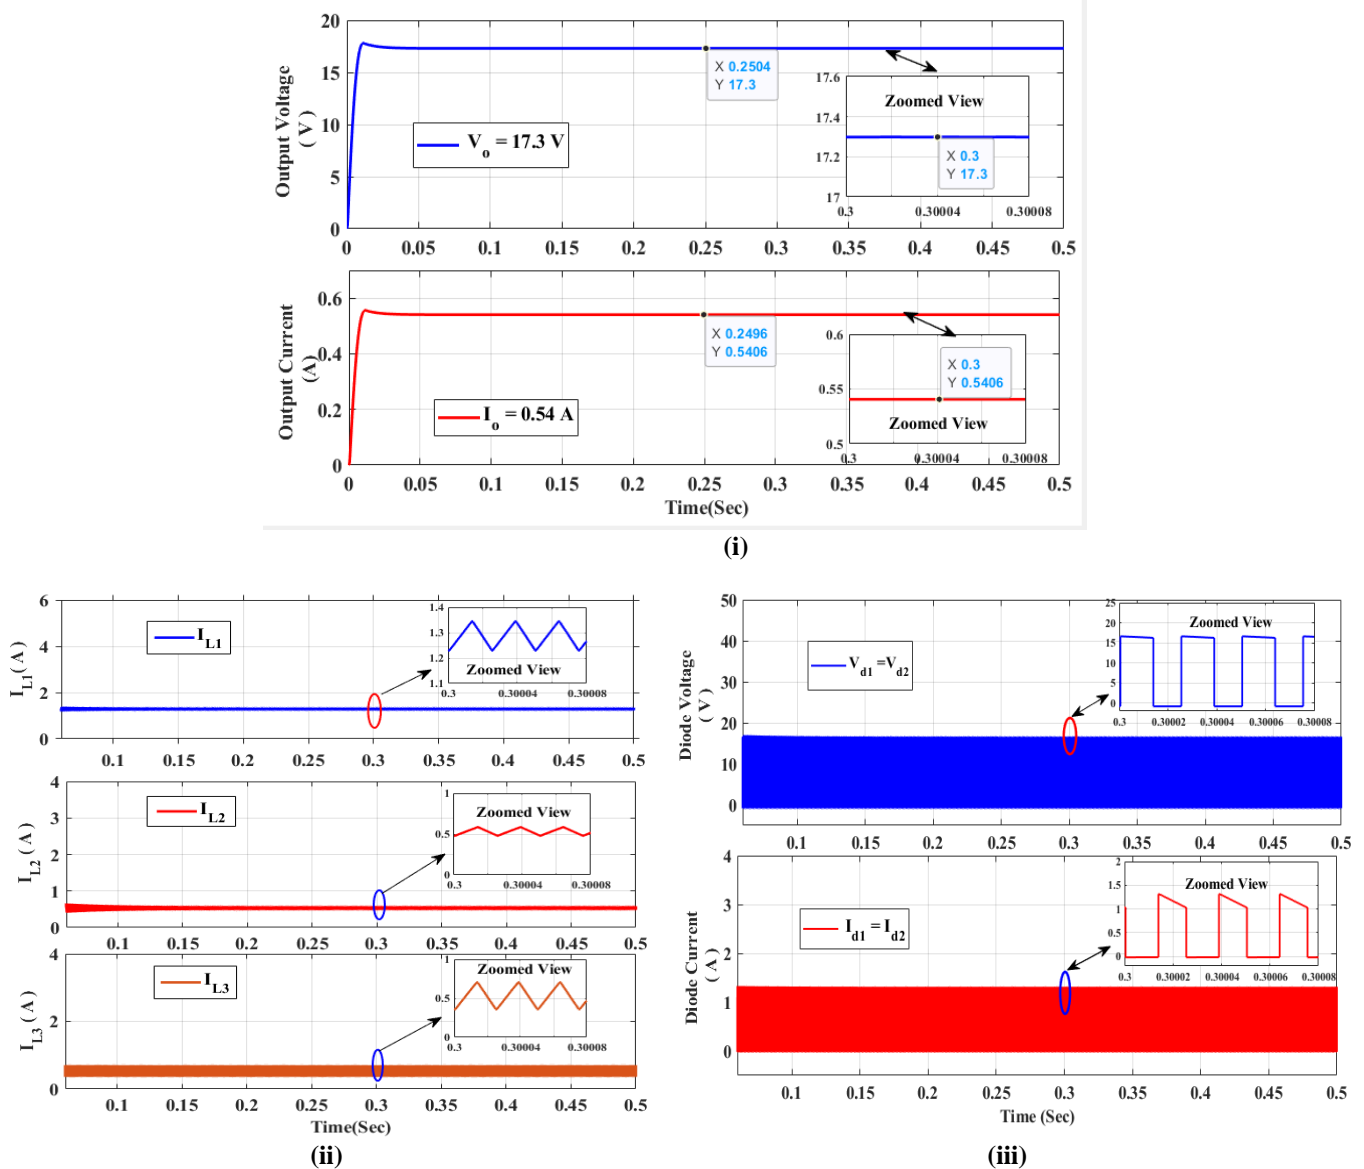 20
15
10
5
0
Output Voltage
( V )
X 0.2504
Y 17.3
V_o = 17.3 V
17.6
17.4
17.2
17
Zoomed View
X 0.3
Y 17.3
0.3 0.30004 0.30008
0 0.05 0.1 0.15 0.2 0.25 0.3 0.35 0.4 0.45 0.5
0.6
0.4
0.2
0
Output Current
(A)
X 0.2496
Y 0.5406
I_o = 0.54 A
0.6
0.55
0.5
X 0.3
Y 0.5406
Zoomed View
0.3 0.30004 0.30008
0 0.05 0.1 0.15 0.2 0.25 0.3 0.35 0.4 0.45 0.5
Time(Sec)
(i)
6
4
2
0
I_L1 ( A )
I_L1
1.4
1.3
1.2
1.1
Zoomed View
0.3 0.30004 0.30008
0.1 0.15 0.2 0.25 0.3 0.35 0.4 0.45 0.5
4
3
2
1
0
I_L2 ( A )
I_L2
1
0.5
0
Zoomed View
0.3 0.30004 0.30008
0.1 0.15 0.2 0.25 0.3 0.35 0.4 0.45 0.5
4
2
0
I_L3 ( A )
I_L3
1
0.5
0
Zoomed View
0.3 0.30004 0.30008
0.1 0.15 0.2 0.25 0.3 0.35 0.4 0.45 0.5
Time(Sec)
(ii)
50
40
30
20
10
0
Diode Voltage
( V )
V_d1 =V_d2
25
20
15
10
5
0
Zoomed View
0.3 0.30002 0.30004 0.30006 0.30008
0.1 0.15 0.2 0.25 0.3 0.35 0.4 0.45 0.5
4
3
2
1
0
Diode Current
( A )
I_d1 = I_d2
2
1.5
1
0.5
0
Zoomed View
0.3 0.30002 0.30004 0.30006 0.30008
0.1 0.15 0.2 0.25 0.3 0.35 0.4 0.45 0.5
Time (Sec)
(iii)